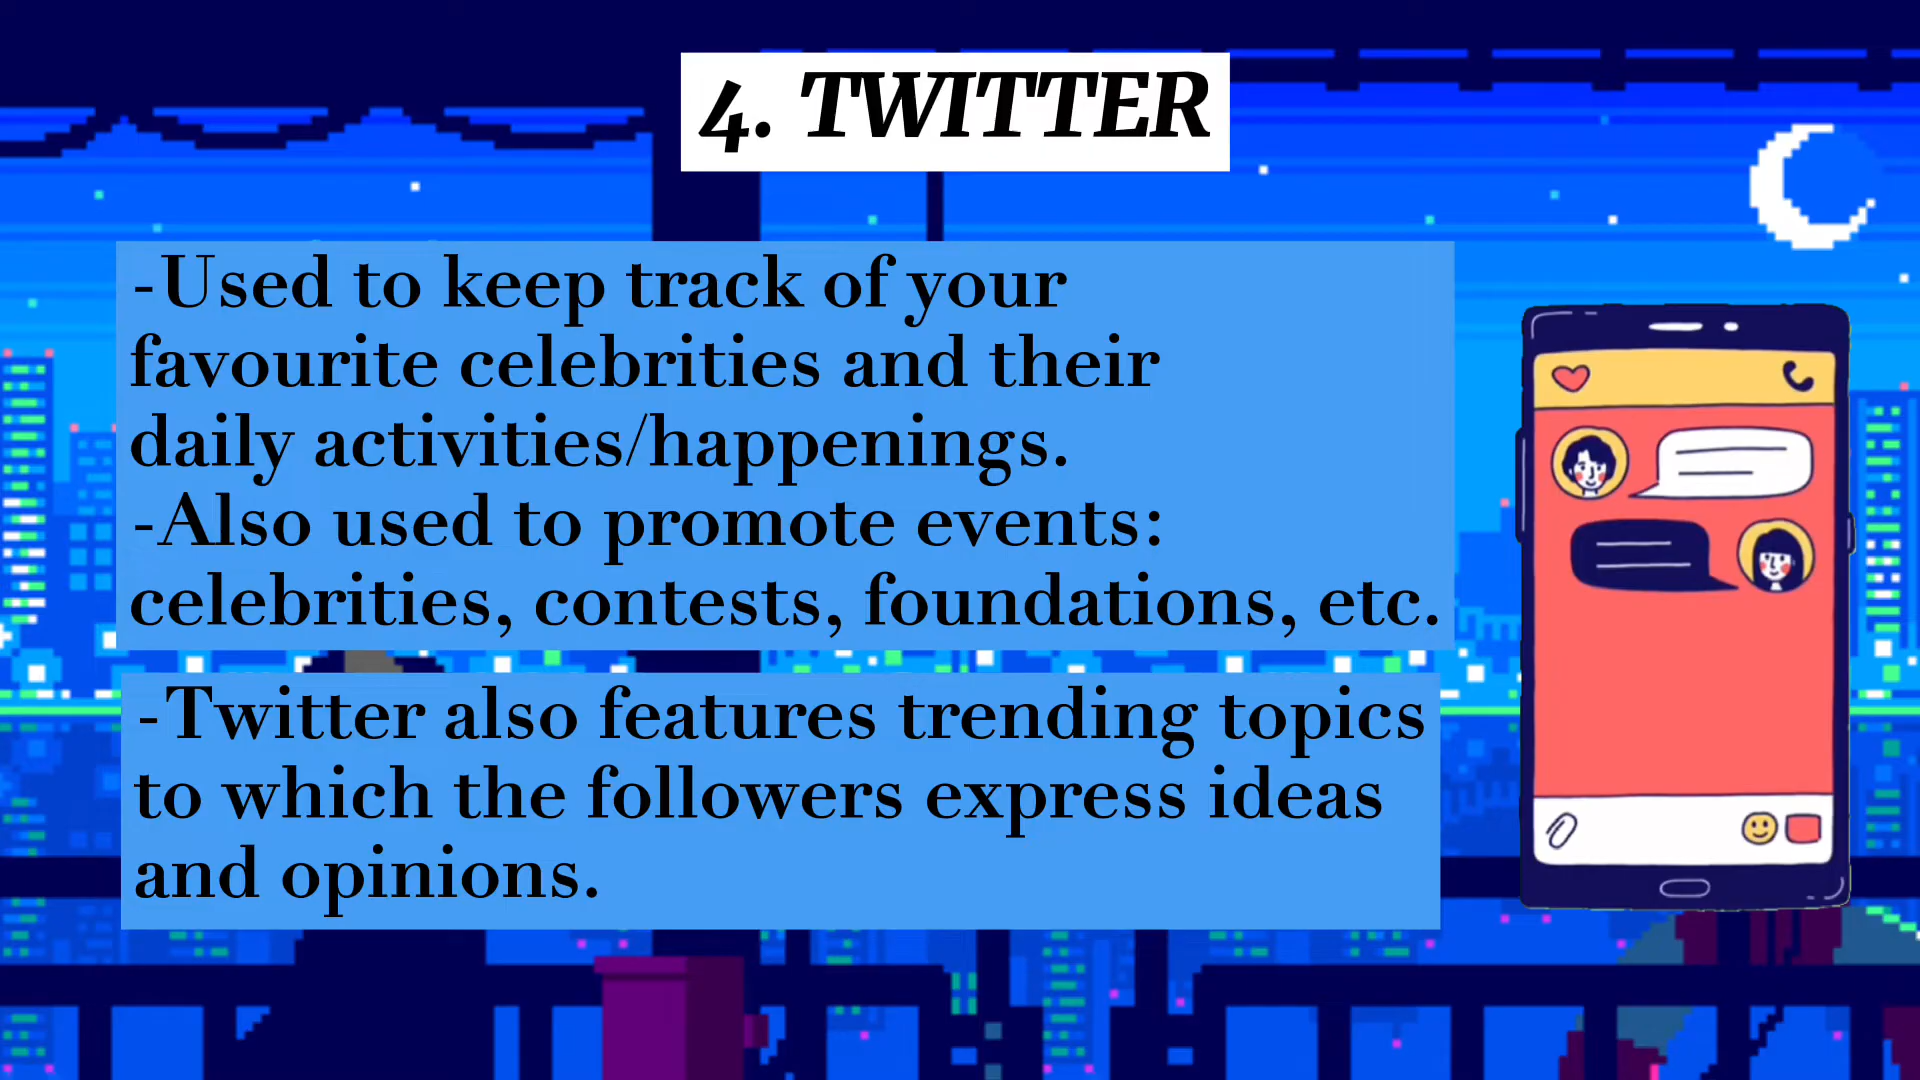 4. TWITTER
-Used to keep track of your
favourite celebrities and their
daily activities/happenings.
-Also used to promote events:
celebrities, contests, foundations, etc.
-Twitter also features trending topics
to which the followers express ideas
and opinions.